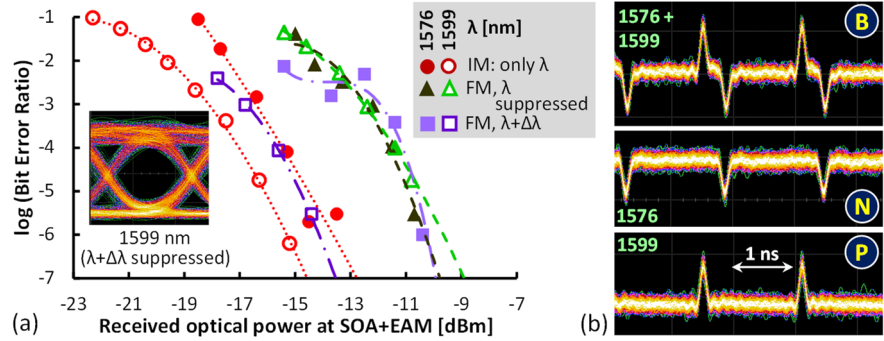 (a)
log (Bit Error Ratio)
0
-1
-2
-3
-4
-5
-6
-7
-23
-21
-19
-17
-15
-13
-11
-9
-7
Received optical power at SOA+EAM [dBm]
1599 nm
(λ+Δλ suppressed)
1576
1599
λ [nm]
IM: only λ
FM, λ
suppressed
FM, λ+Δλ
(b)
1576 +
1599
B
1576
N
1599
P
1 ns